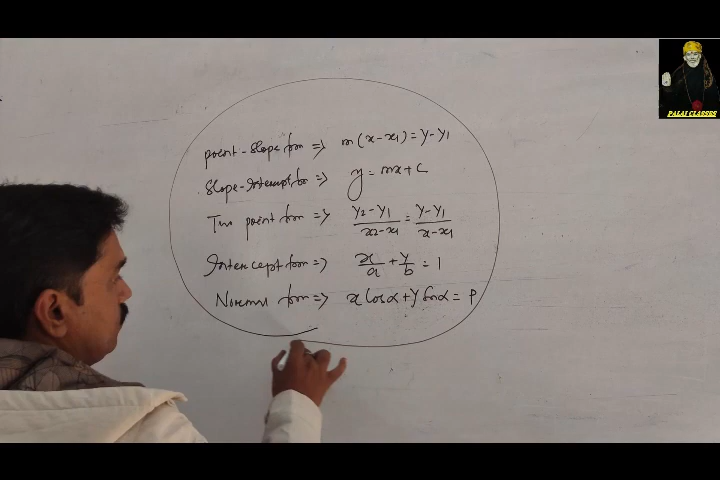 point-slope form => m(x-x1) = y-y1
Slope-Intercept form => y = mx+c
Two point form => y2-y1/x2-x1 = y-y1/x-x1
Intercept form => x/a + y/b = 1
Normal form => x cosα + y sinα = P
PALAI CLASSES